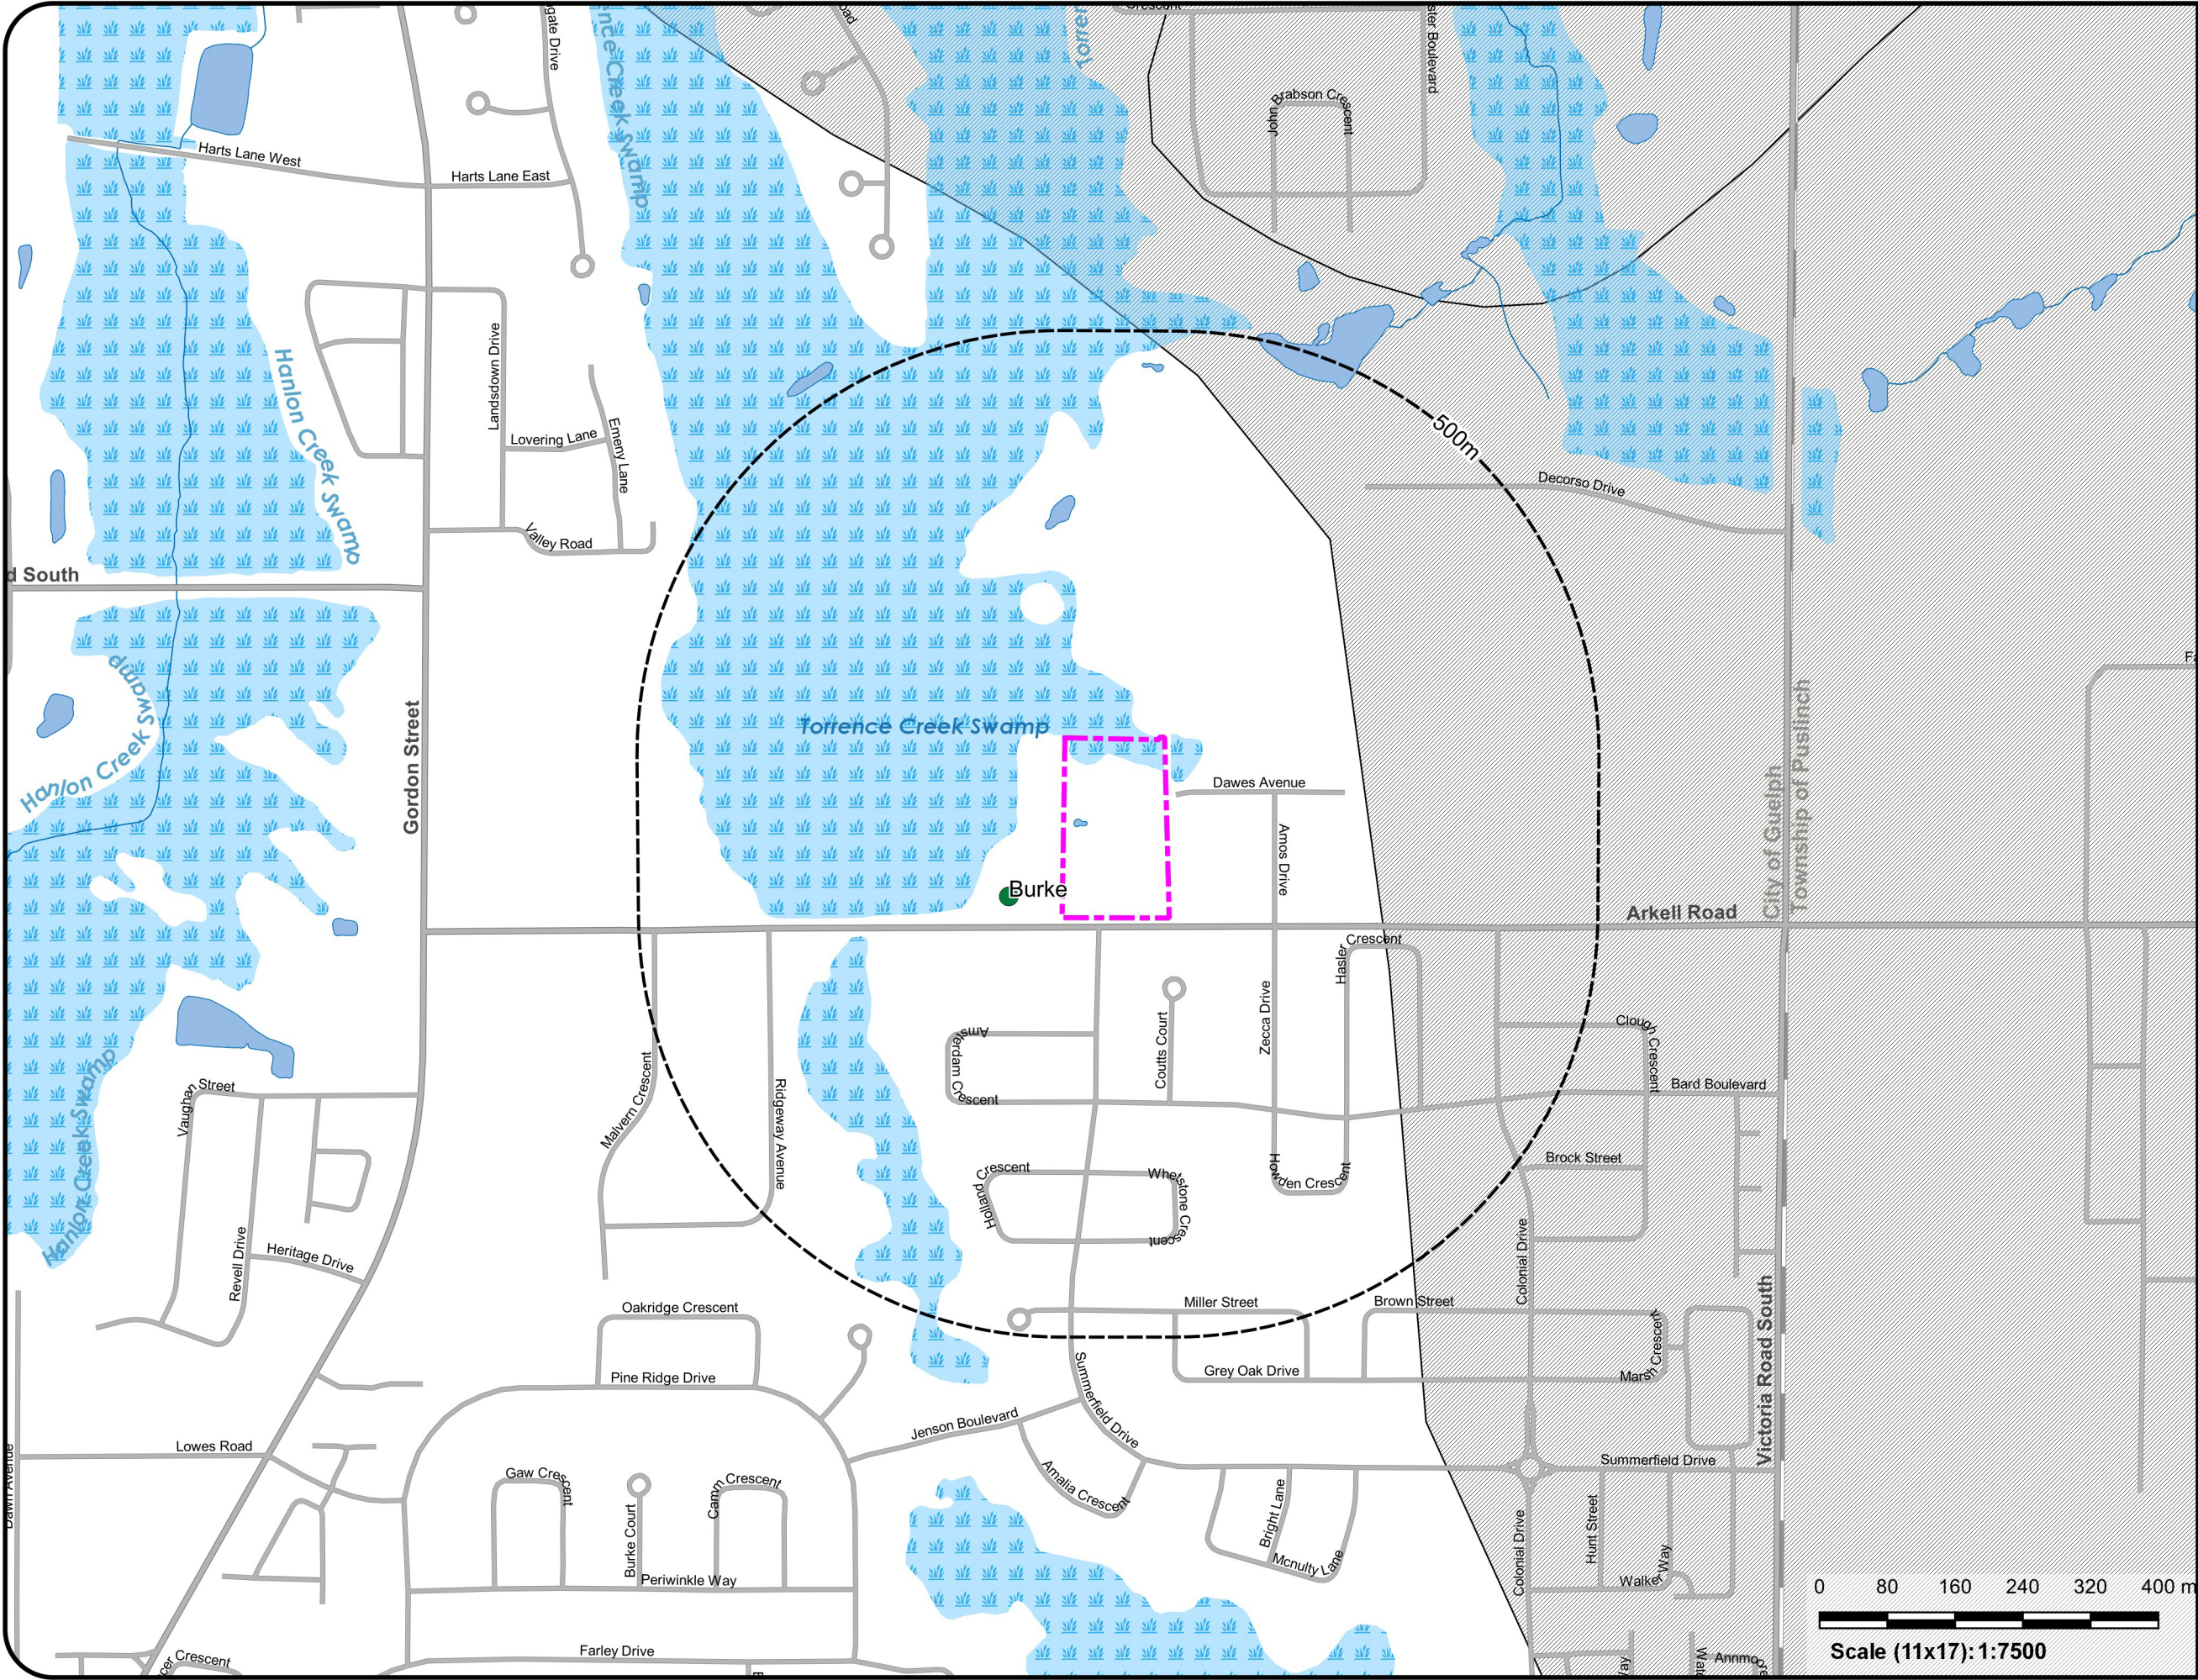 Crescent
Harts Lane West
Harts Lane East
Torrence Creek Swamp
John
Brabson Crescent
Boulevard
Hanlon Creek Swamp
Landsdown Drive
Lovering Lane
Emeny Lane
Valley Road
500m
Decorso Drive
d South
Hanlon Creek Swamp
Gordon Street
Dawes Avenue
Amos Drive
Burke
Arkell Road
City of Guelph
Township of Puslinch
Hasler
Crescent
Zecca Drive
Coutts Court
Amsterdam Crescent
Malvern Crescent
Ridgeway Avenue
Clough Crescent
Bard Boulevard
Hanlon Creek Swamp
Vaughan Street
Revell Drive
Heritage Drive
Holland Crescent
Whetstone Crescent
Howden Crescent
Brock Street
Colonial Drive
Victoria Road South
Oakridge Crescent
Pine Ridge Drive
Miller Street
Brown Street
Grey Oak Drive
Marsh Crescent
Summerfield Drive
Jenson Boulevard
Amalia Crescent
Lowes Road
Gaw Crescent
Burke Court
Camm Crescent
Periwinkle Way
Bright Lane
Mcnulty Lane
Summerfield Drive
Colonial Drive
Hunt Street
Walker Way
Farley Drive
Crescent
0 80 160 240 320 400 m
Scale (11x17): 1:7500